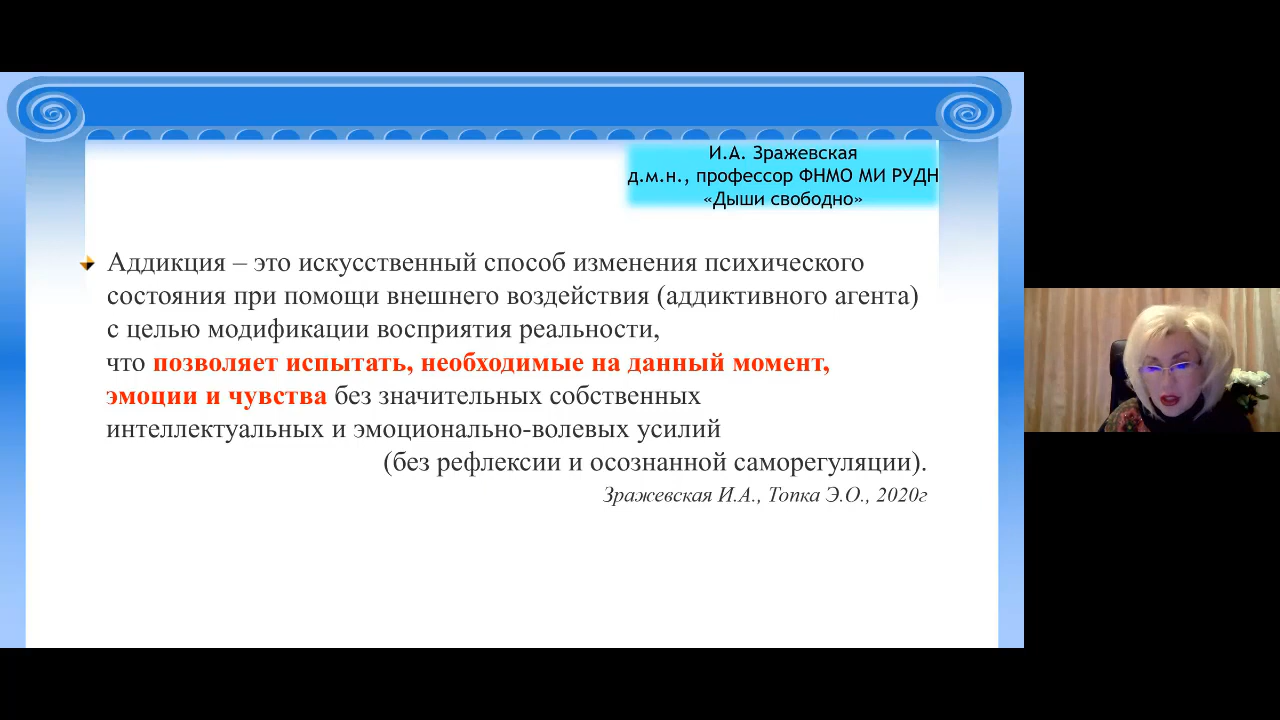 И.А. Зражевская
д.м.н., профессор ФНМО МИ РУДН
«Дыши свободно»
Аддикция – это искусственный способ изменения психического
состояния при помощи внешнего воздействия (аддиктивного агента)
с целью модификации восприятия реальности,
что позволяет испытать, необходимые на данный момент,
эмоции и чувства без значительных собственных
интеллектуальных и эмоционально-волевых усилий
(без рефлексии и осознанной саморегуляции).
Зражевская И.А., Топка Э.О., 2020г